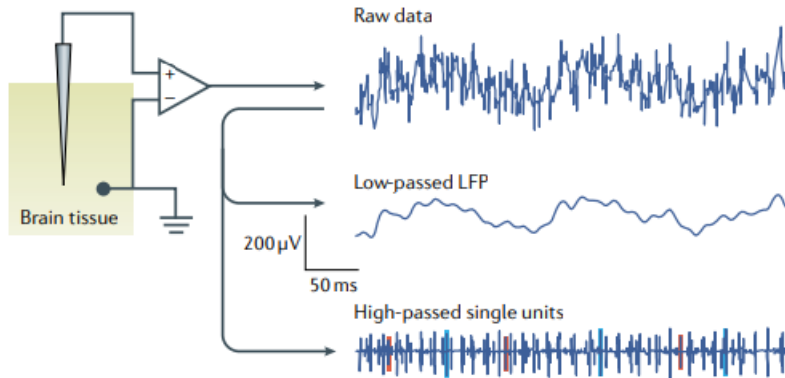 Raw data
+
−
Brain tissue
Low-passed LFP
200 µV
50 ms
High-passed single units